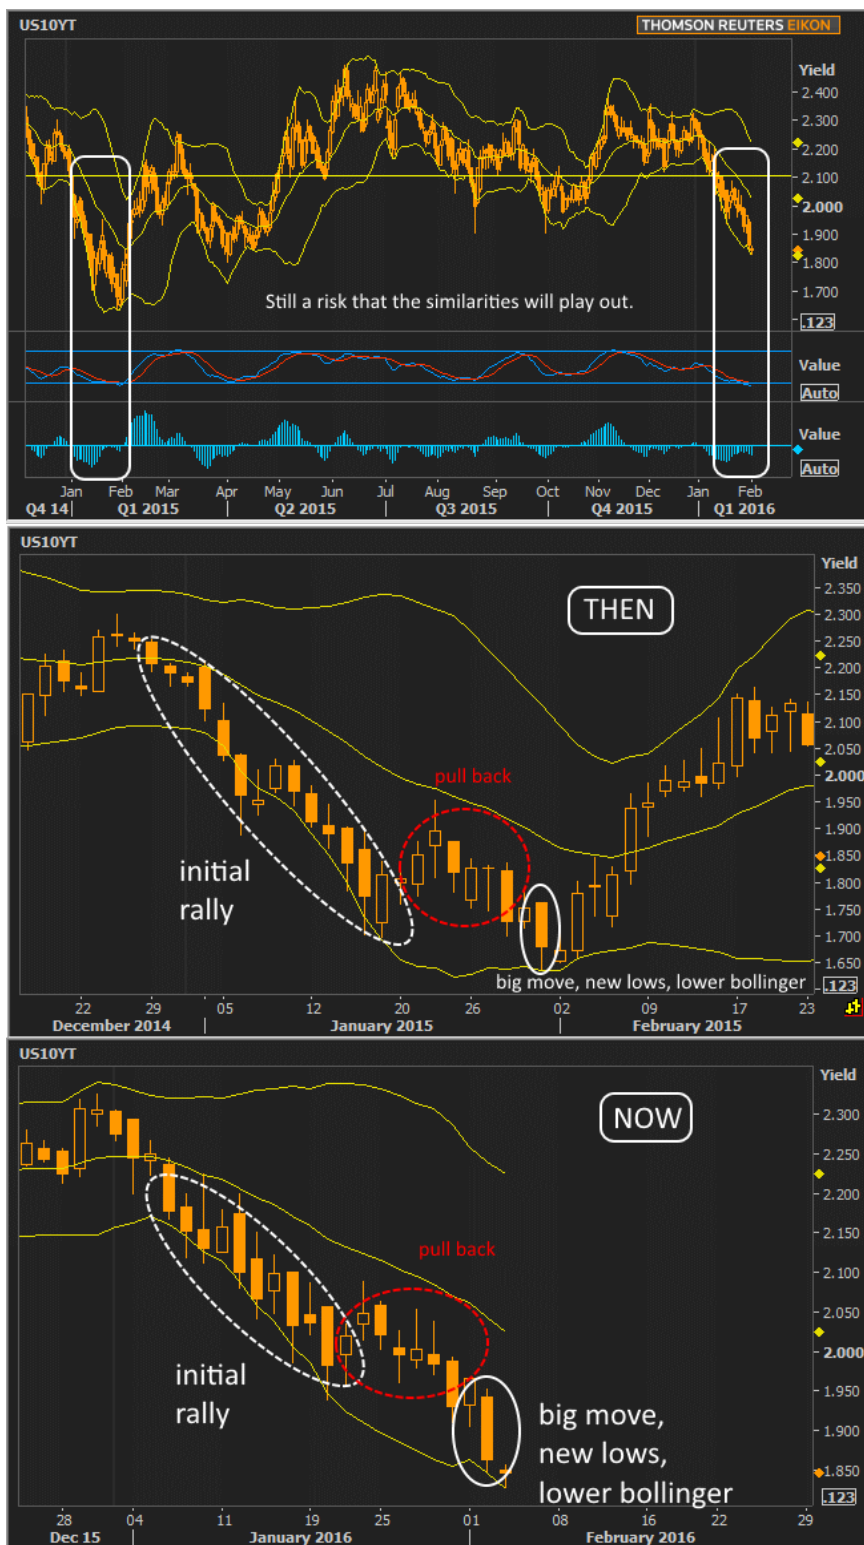 US10YT
THOMSON REUTERS EIKON
Yield
2.400
2.300
2.200
2.100
2.000
1.900
1.800
1.700
.123
Still a risk that the similarities will play out.
Value
Auto
Value
Auto
Jan Feb Mar Apr May Jun Jul Aug Sep Oct Nov Dec Jan Feb
Q4 14 Q1 2015 Q2 2015 Q3 2015 Q4 2015 Q1 2016
US10YT
Yield
THEN
2.350
2.300
2.250
2.200
2.150
2.100
2.050
2.000
1.950
1.900
1.850
1.800
1.750
1.700
1.650
.123
pull back
initial
rally
big move, new lows, lower bollinger
22 29 05 12 20 26 02 09 17 23
December 2014 January 2015 February 2015
US10YT
Yield
NOW
2.300
2.250
2.200
2.150
2.100
2.050
2.000
1.950
1.900
1.850
.123
pull back
initial
rally
big move,
new lows,
lower bollinger
28 04 11 19 25 01 08 16 22 29
Dec 15 January 2016 February 2016